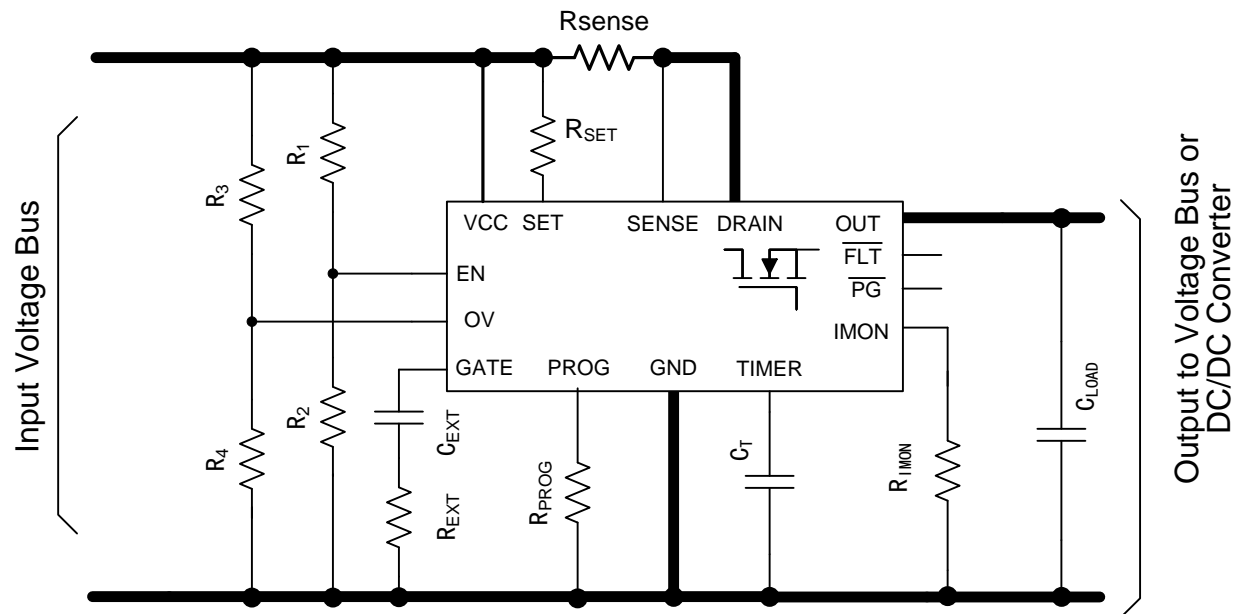 Rsense
RSET
R1
R3
VCC SET SENSE DRAIN OUT
FLT
EN
PG
OV
IMON
GATE PROG GND TIMER
R2
R4
CEXT
REXT
RPROG
CT
RIMON
CLOAD
Input Voltage Bus
Output to Voltage Bus or
DC/DC Converter